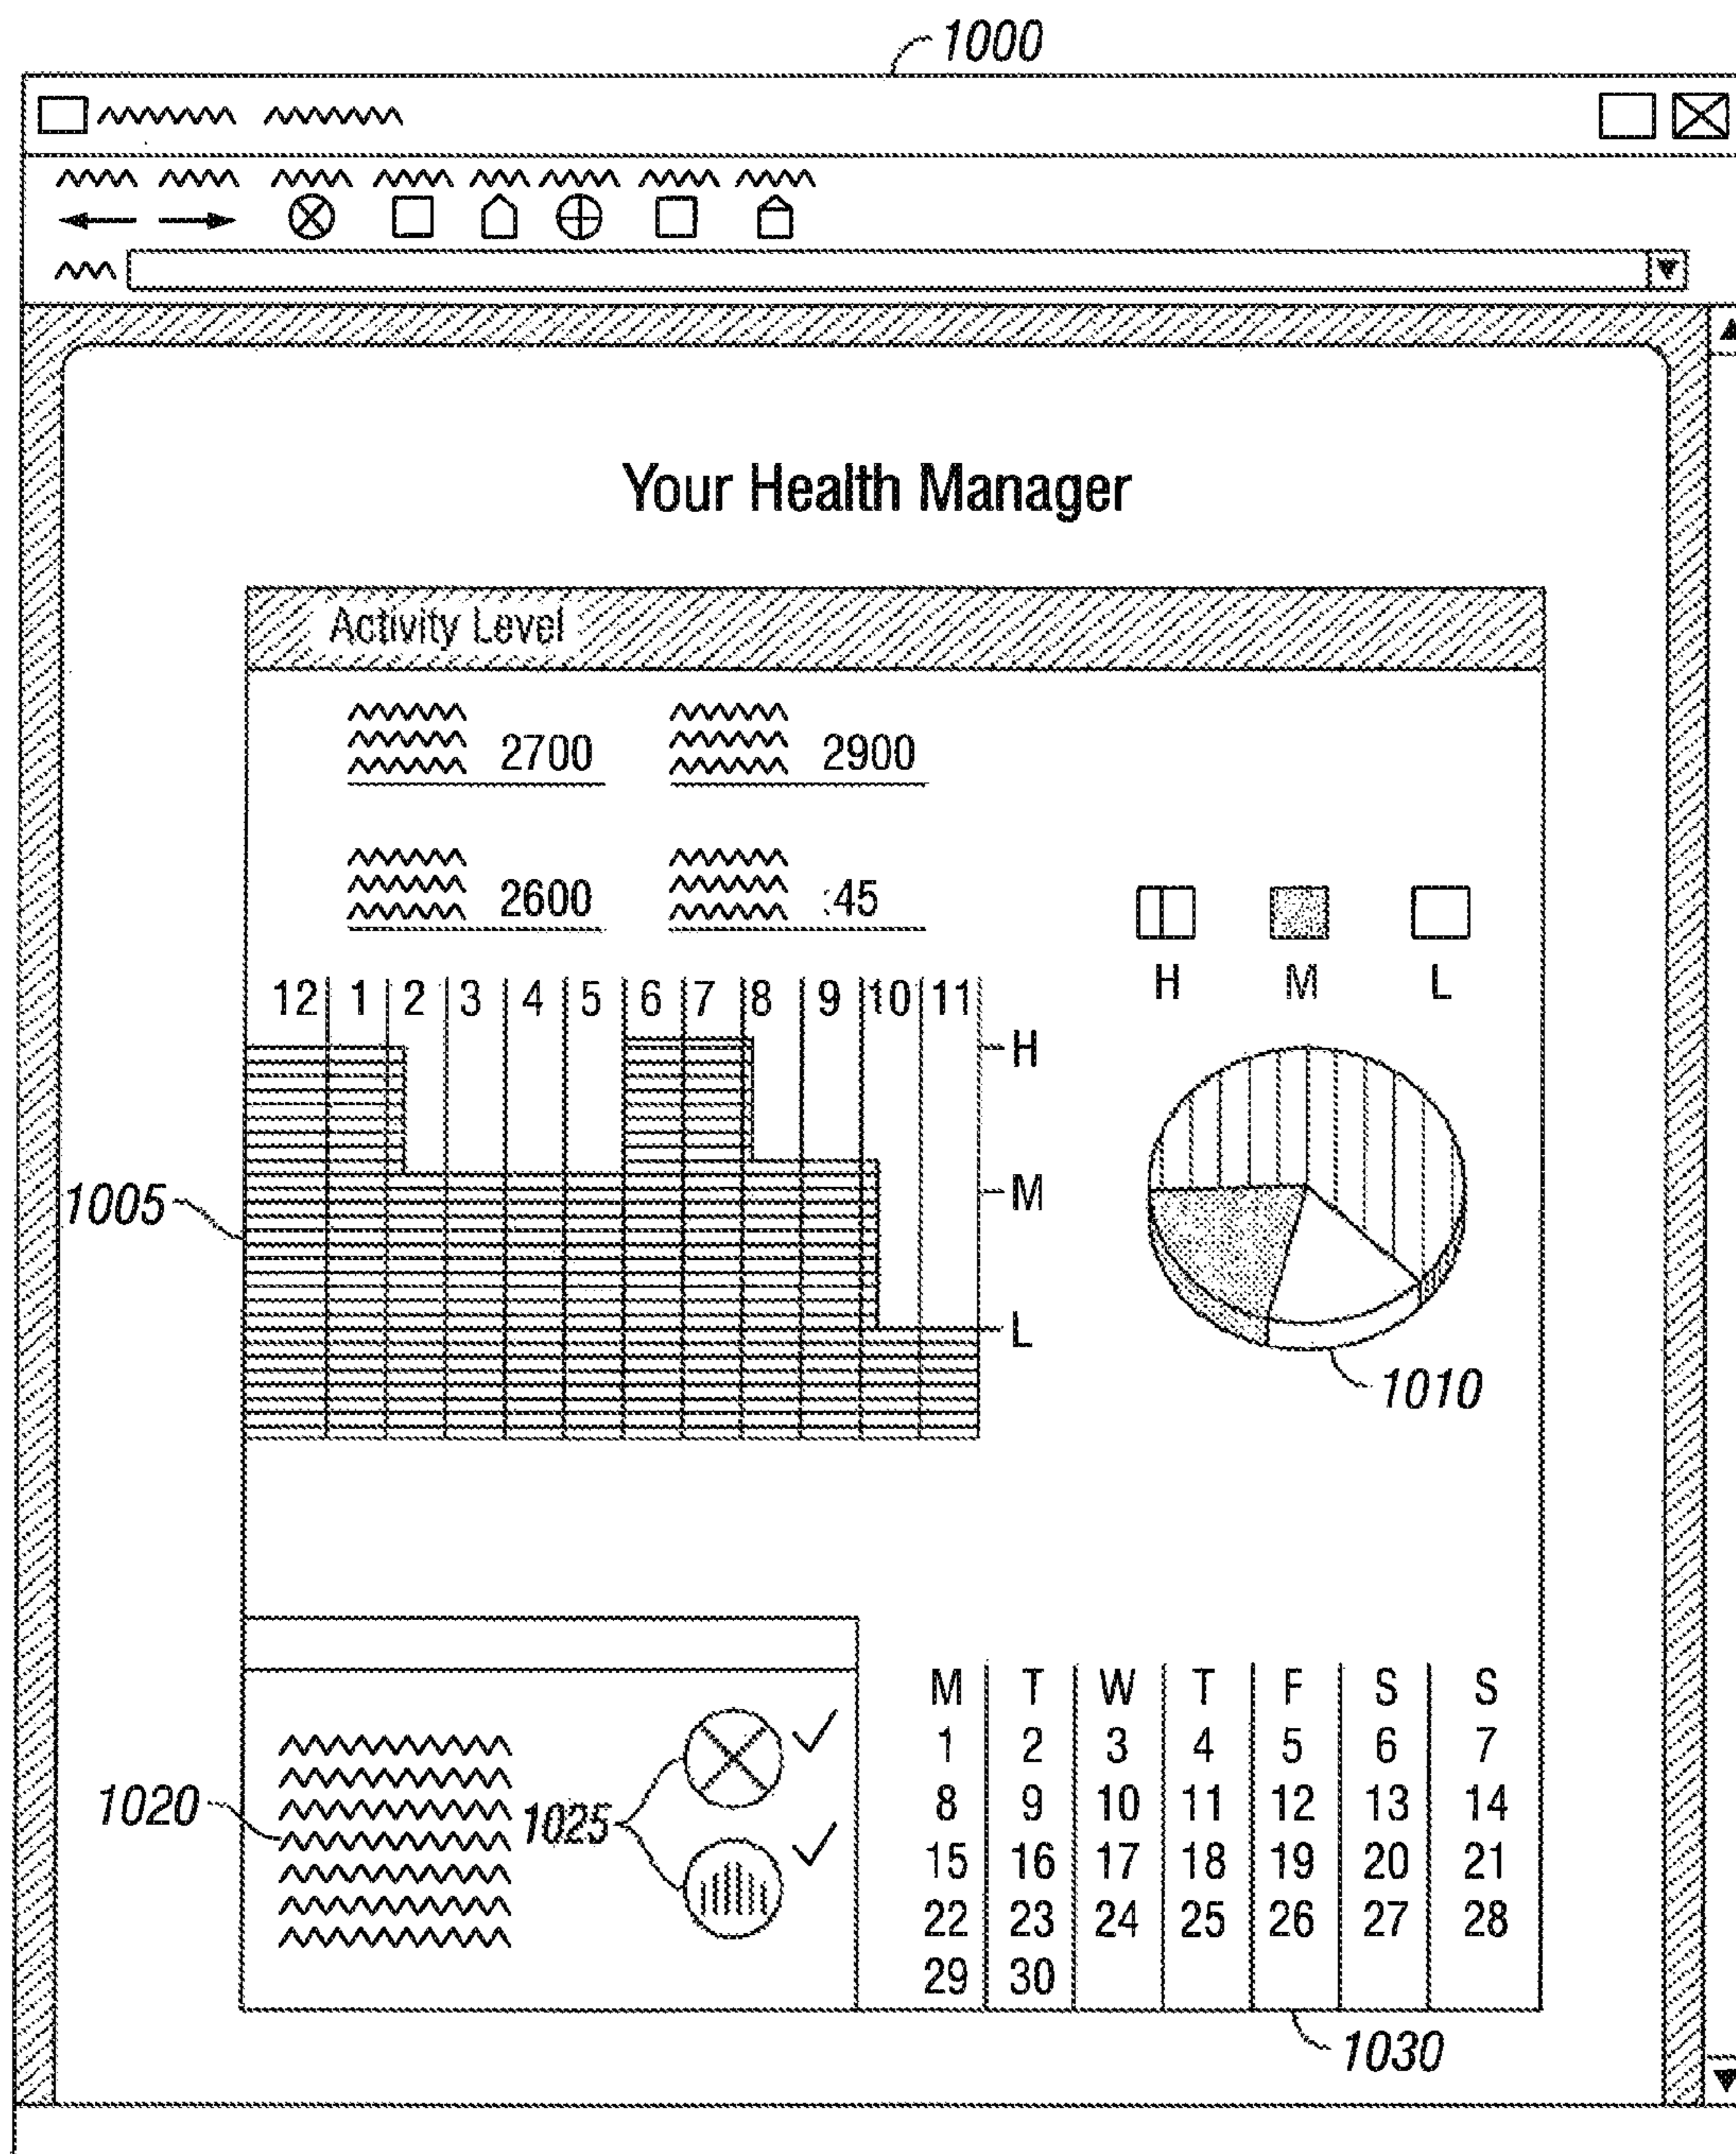 1000
Your Health Manager
Activity Level
2700 2900
2600 :45
H M L
12 1 2 3 4 5 6 7 8 9 10 11
H
M
L
1005
1010
1020
1025
M T W T F S S
1 2 3 4 5 6 7
8 9 10 11 12 13 14
15 16 17 18 19 20 21
22 23 24 25 26 27 28
29 30
1030